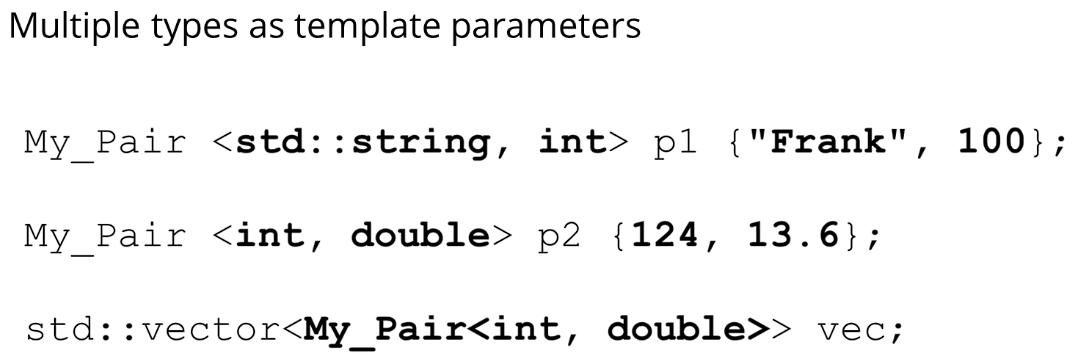 Multiple types as template parameters
My_Pair <std::string, int> p1 {"Frank", 100};
My_Pair <int, double> p2 {124, 13.6};
std::vector<My_Pair<int, double>> vec;